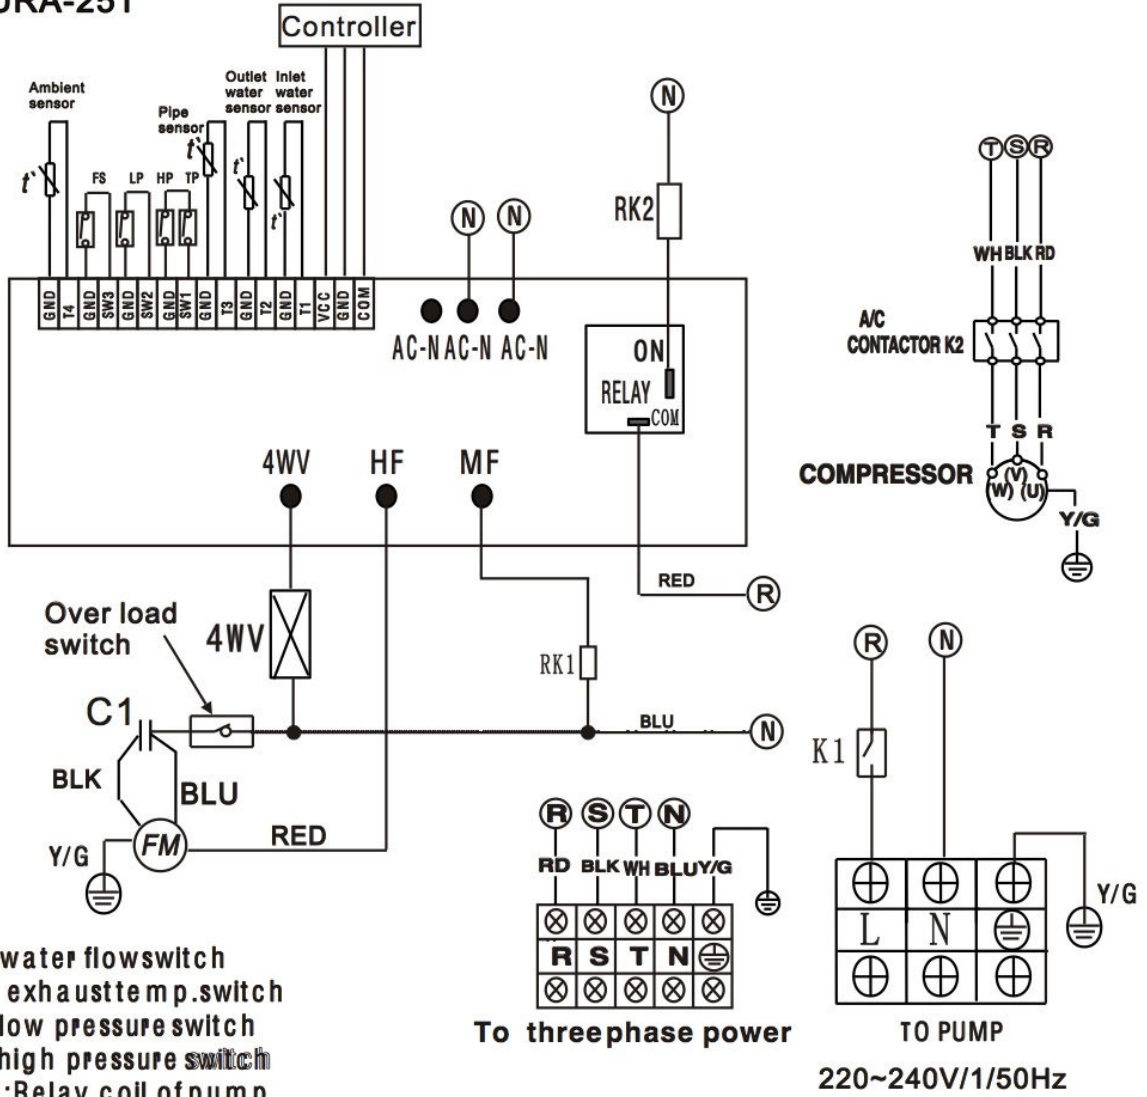 URA-251
Controller
Ambient
sensor
Pipe
sensor
Outlet
water
sensor
Inlet
water
sensor
t`
FS
LP
HP
TP
t`
t`
t`
N
N
N
RK2
GND
T4
GND
SW3
GND
SW2
GND
SW1
GND
T3
GND
T2
GND
T1
VCC
GND
COM
AC-N AC-N AC-N
ON
RELAY
COM
4WV
HF
MF
T S R
WH BLK RD
A/C
CONTACTOR K2
T S R
COMPRESSOR
(W) (V) (U)
Y/G
RED
R
Over load
switch
4WV
RK1
C1
BLU
N
BLK
BLU
FM
RED
Y/G
R
N
K1
R S T N
RD BLK WH BLU Y/G
R S T N
To threephase power
L N
Y/G
TO PUMP
220~240V/1/50Hz
water flowswitch
exhausttemp.switch
low pressure switch
high pressure switch
:Relay coil of pump